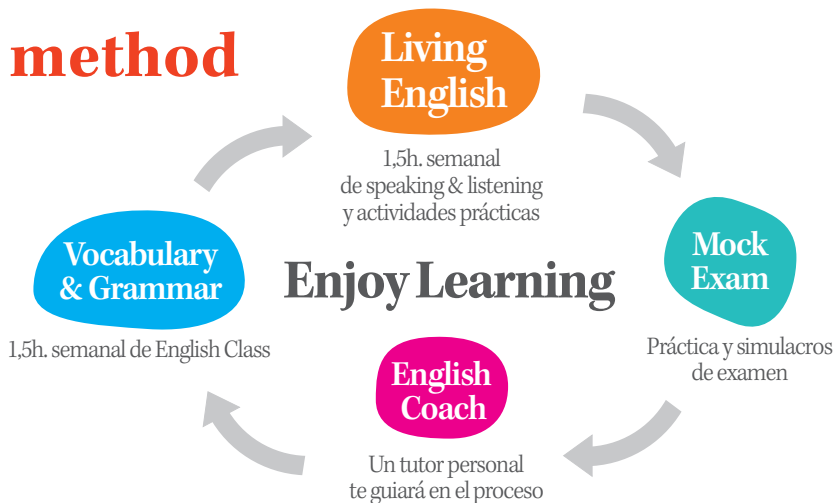 method
Living
English
1,5h. semanal
de speaking & listening
y actividades prácticas
Mock
Exam
Práctica y simulacros
de examen
Vocabulary
& Grammar
1,5h. semanal de English Class
Enjoy Learning
English
Coach
Un tutor personal
te guiará en el proceso